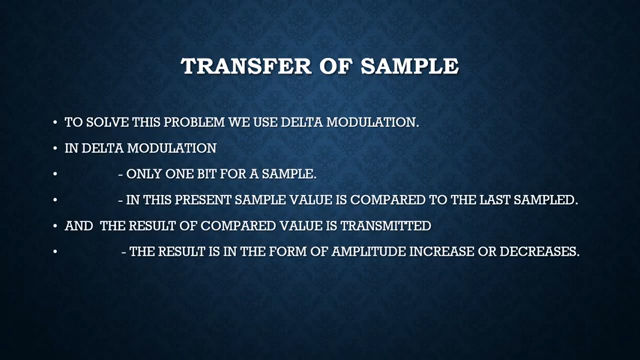 TRANSFER OF SAMPLE
• TO SOLVE THIS PROBLEM WE USE DELTA MODULATION.
• IN DELTA MODULATION
• - ONLY ONE BIT FOR A SAMPLE.
• - IN THIS PRESENT SAMPLE VALUE IS COMPARED TO THE LAST SAMPLED.
• AND THE RESULT OF COMPARED VALUE IS TRANSMITTED
• - THE RESULT IS IN THE FORM OF AMPLITUDE INCREASE OR DECREASES.